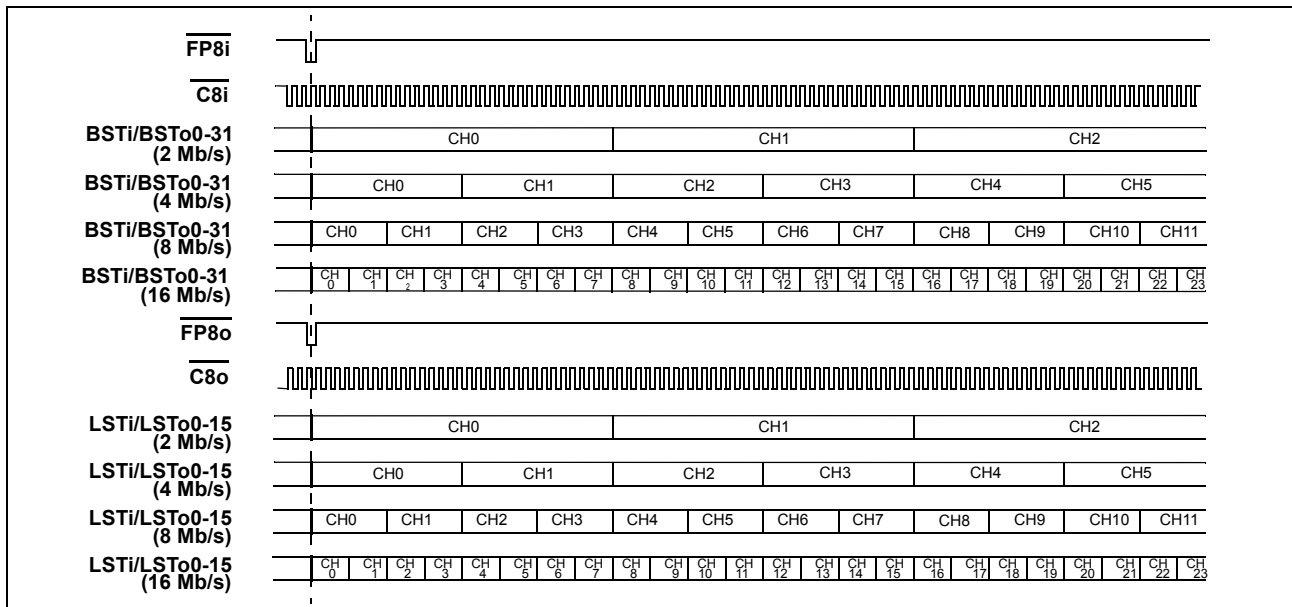 FP8i
C8i
BSTi/BSTo0-31
(2 Mb/s)
CH0 CH1 CH2
BSTi/BSTo0-31
(4 Mb/s)
CH0 CH1 CH2 CH3 CH4 CH5
BSTi/BSTo0-31
(8 Mb/s)
CH0 CH1 CH2 CH3 CH4 CH5 CH6 CH7 CH8 CH9 CH10 CH11
BSTi/BSTo0-31
(16 Mb/s)
CH CH CH CH CH CH CH CH CH CH CH CH CH CH CH CH CH CH CH CH CH CH CH CH
0 1 2 3 4 5 6 7 8 9 10 11 12 13 14 15 16 17 18 19 20 21 22 23
FP8o
C8o
LSTi/LSTo0-15
(2 Mb/s)
CH0 CH1 CH2
LSTi/LSTo0-15
(4 Mb/s)
CH0 CH1 CH2 CH3 CH4 CH5
LSTi/LSTo0-15
(8 Mb/s)
CH0 CH1 CH2 CH3 CH4 CH5 CH6 CH7 CH8 CH9 CH10 CH11
LSTi/LSTo0-15
(16 Mb/s)
CH CH CH CH CH CH CH CH CH CH CH CH CH CH CH CH CH CH CH CH CH CH CH CH
0 1 2 3 4 5 6 7 8 9 10 11 12 13 14 15 16 17 18 19 20 21 22 23